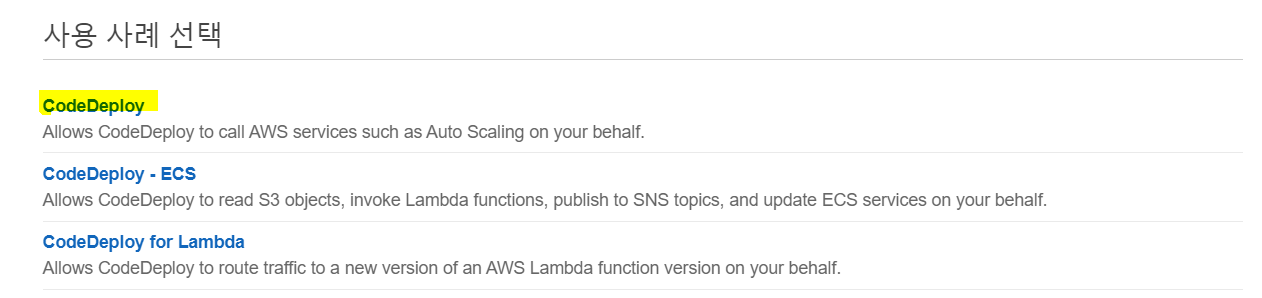 사용 사례 선택
CodeDeploy
Allows CodeDeploy to call AWS services such as Auto Scaling on your behalf.
CodeDeploy - ECS
Allows CodeDeploy to read S3 objects, invoke Lambda functions, publish to SNS topics, and update ECS services on your behalf.
CodeDeploy for Lambda
Allows CodeDeploy to route traffic to a new version of an AWS Lambda function version on your behalf.